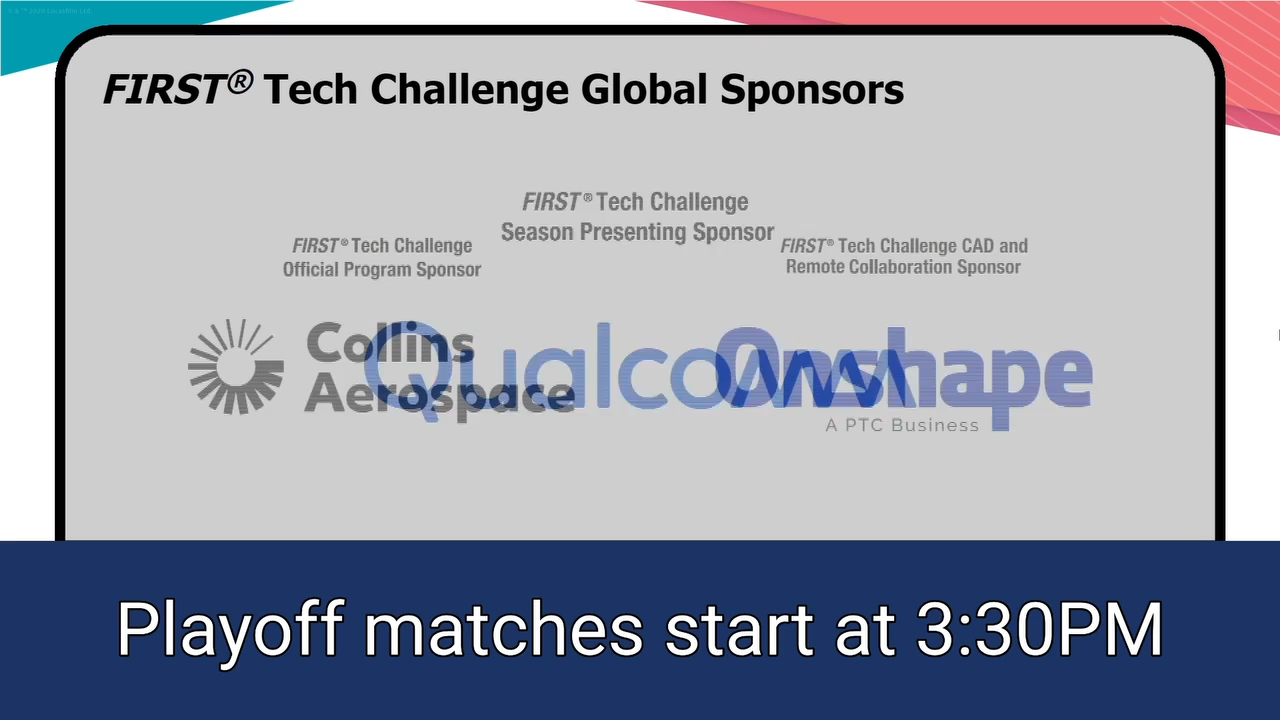 FIRST® Tech Challenge Global Sponsors
FIRST® Tech Challenge
Season Presenting Sponsor
FIRST® Tech Challenge
Official Program Sponsor
FIRST® Tech Challenge CAD and
Remote Collaboration Sponsor
Collins
Aerospace
Qualcomm
Onshape
A PTC Business
Playoff matches start at 3:30PM